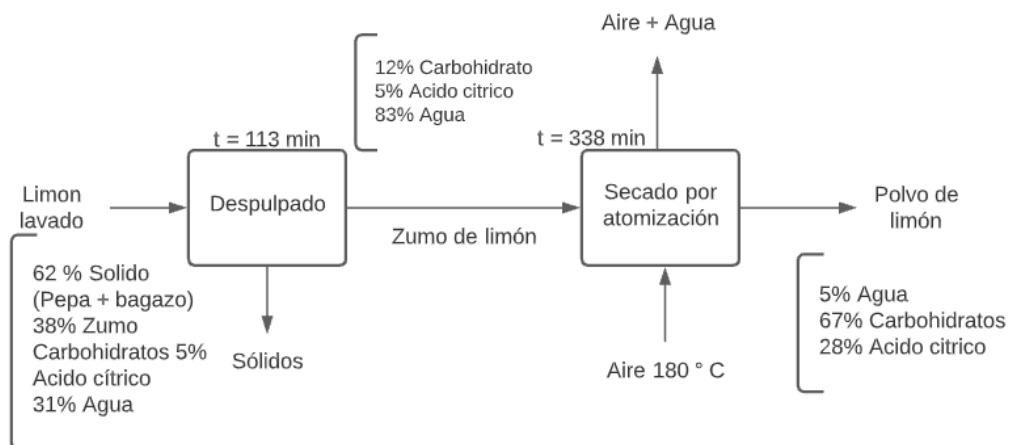 Aire + Agua
12% Carbohidrato
5% Acido citrico
83% Agua
t = 113 min
t = 338 min
Limon
lavado
Despulpado
Zumo de limón
Secado por
atomización
Polvo de
limón
62 % Solido
(Pepa + bagazo)
38% Zumo
Carbohidratos 5%
Acido cítrico
31% Agua
Sólidos
Aire 180 ° C
5% Agua
67% Carbohidratos
28% Acido citrico